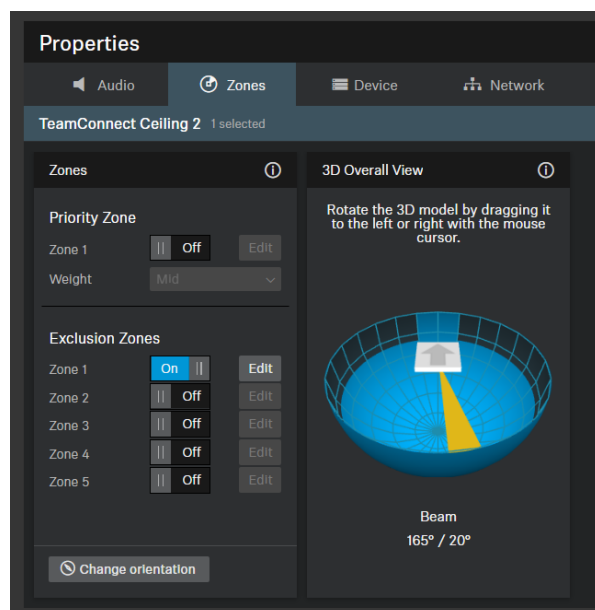 Properties
Audio
Zones
Device
Network
TeamConnect Ceiling 2 1 selected
Zones
Priority Zone
Zone 1 Off Edit
Weight Mid
Exclusion Zones
Zone 1 On Edit
Zone 2 Off Edit
Zone 3 Off Edit
Zone 4 Off Edit
Zone 5 Off Edit
Change orientation
3D Overall View
Rotate the 3D model by dragging it
to the left or right with the mouse
cursor.
Beam
165° / 20°